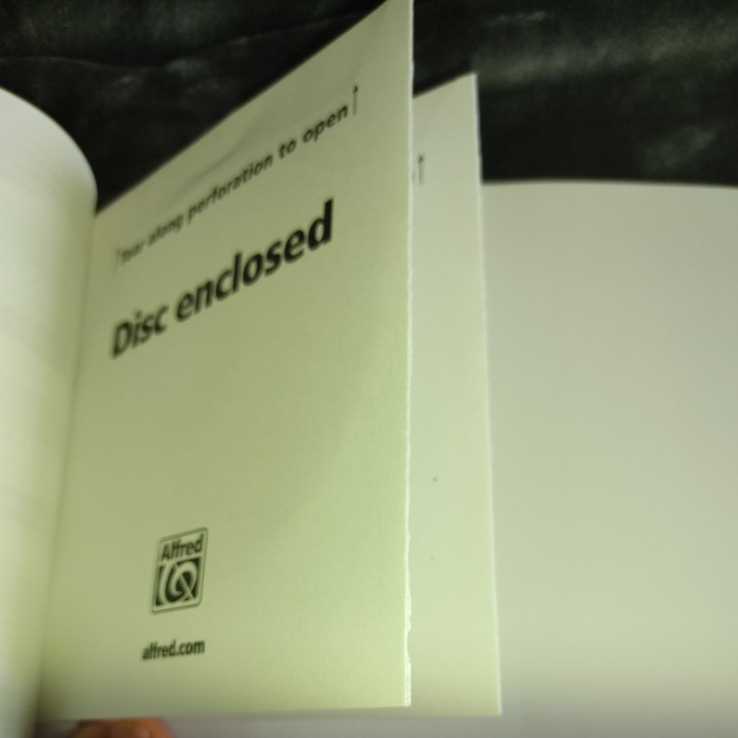 ↑Tear along perforation to open↑
Disc enclosed
Alfred
alfred.com
↑